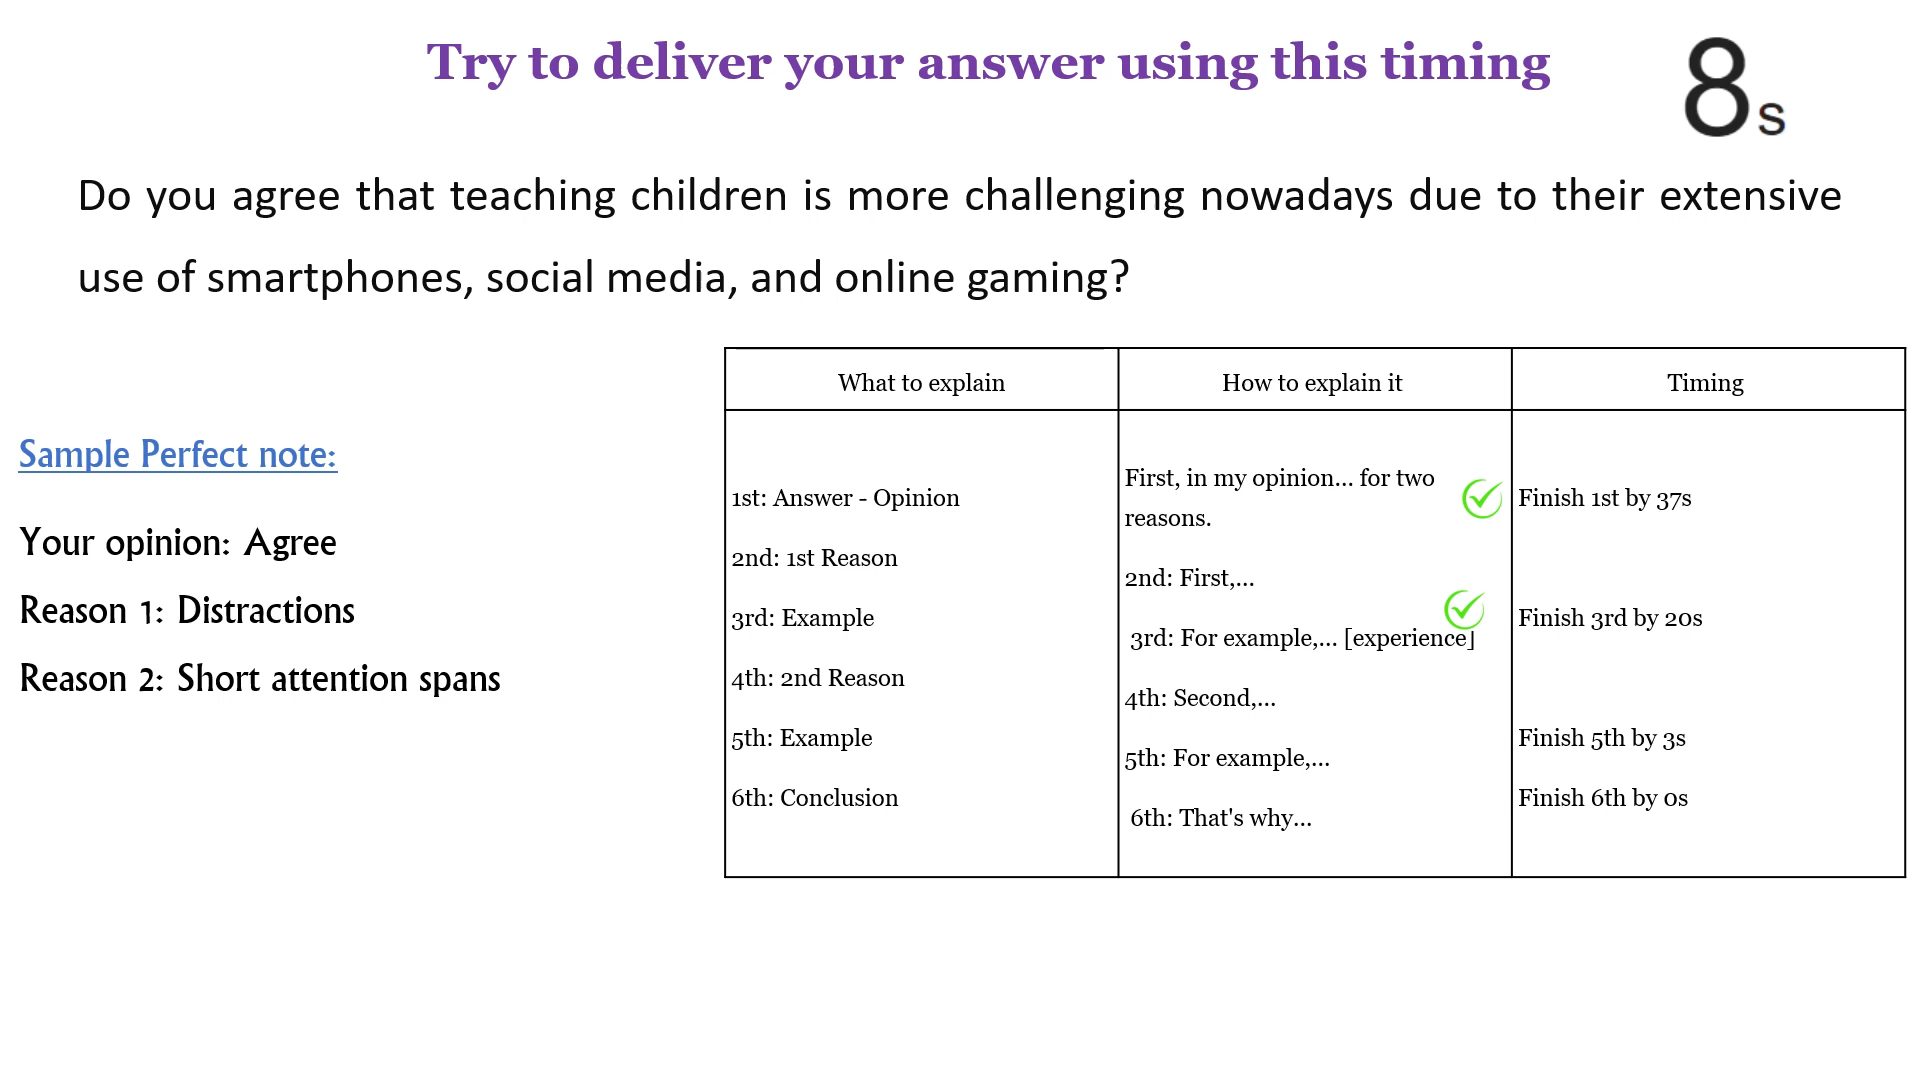 Try to deliver your answer using this timing
8s
Do you agree that teaching children is more challenging nowadays due to their extensive
use of smartphones, social media, and online gaming?
Sample Perfect note:
Your opinion: Agree
Reason 1: Distractions
Reason 2: Short attention spans
What to explain
How to explain it
Timing
1st: Answer - Opinion
2nd: 1st Reason
3rd: Example
4th: 2nd Reason
5th: Example
6th: Conclusion
First, in my opinion... for two
reasons.
2nd: First,...
3rd: For example,... [experience]
4th: Second,...
5th: For example,...
6th: That's why...
Finish 1st by 37s
Finish 3rd by 20s
Finish 5th by 3s
Finish 6th by 0s